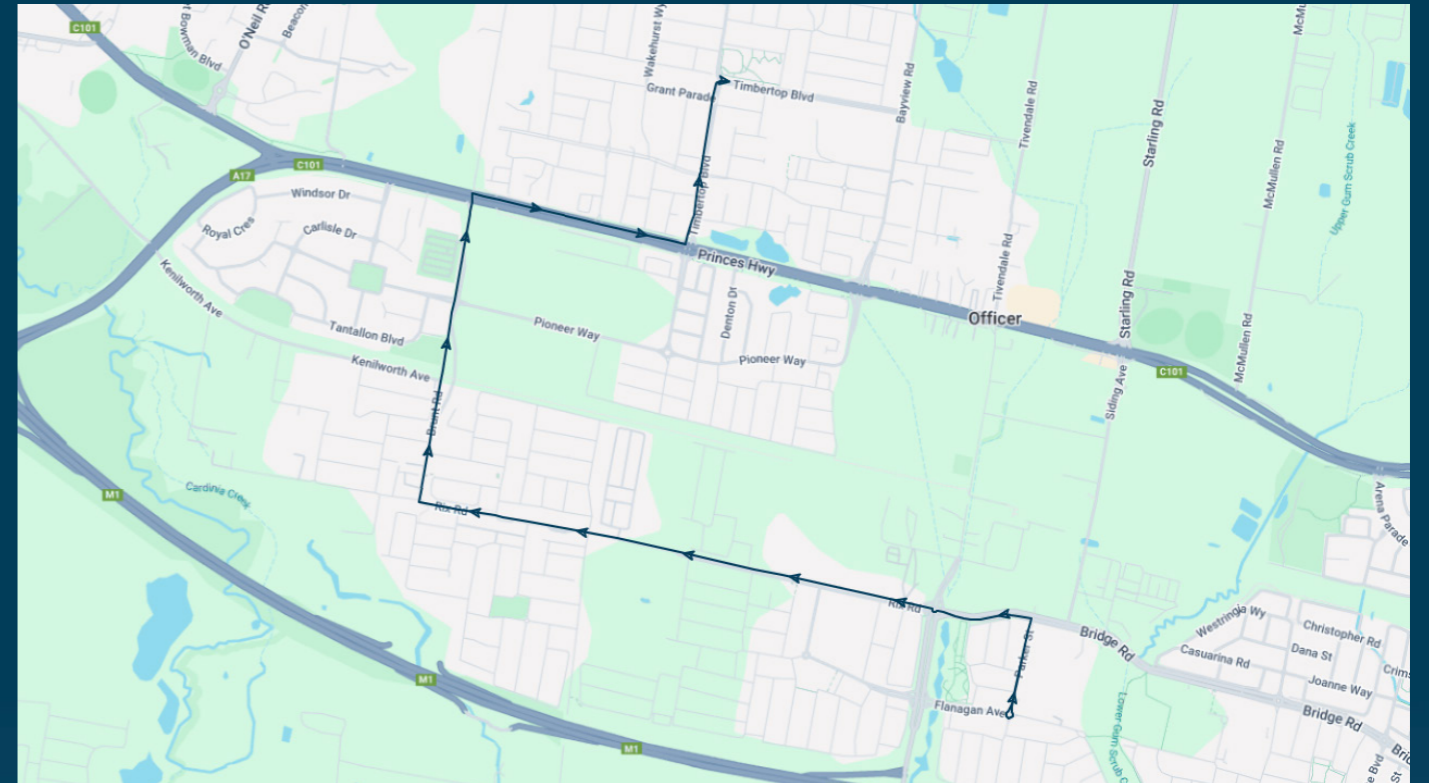 C101
Bowman Blvd
O'Neil
Wakehurst Wy
Grant Parade
Timbertop Blvd
Bayview Rd
Tivendale Rd
Starling Rd
McMullen Rd
Upper Gum Scrub Creek
A17
C101
Windsor Dr
Royal Cres
Carlisle Dr
Timbertop Blvd
Princes Hwy
Tivendale Rd
Starling Rd
Kenilworth Ave
Tantallon Blvd
Pioneer Way
Denton Dr
Officer
McMullen Rd
Kenilworth Ave
Pioneer Way
C101
Siding Ave
Brunt Rd
M1
Cardinia Creek
Rix Rd
Arena Parade
Rix Rd
Parker St
Bridge Rd
Westringia Wy
Christopher Rd
Casuarina Rd
Dana St
Joanne Way
M1
Flanagan Ave
Lower Gum Scrub
Bridge Rd
M1